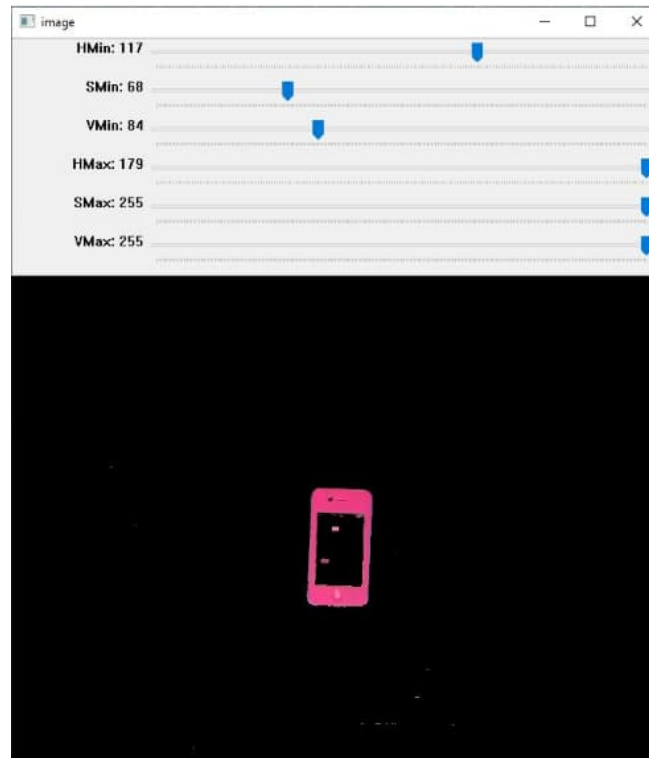 image
HMin: 117
SMin: 68
VMin: 84
HMax: 179
SMax: 255
VMax: 255